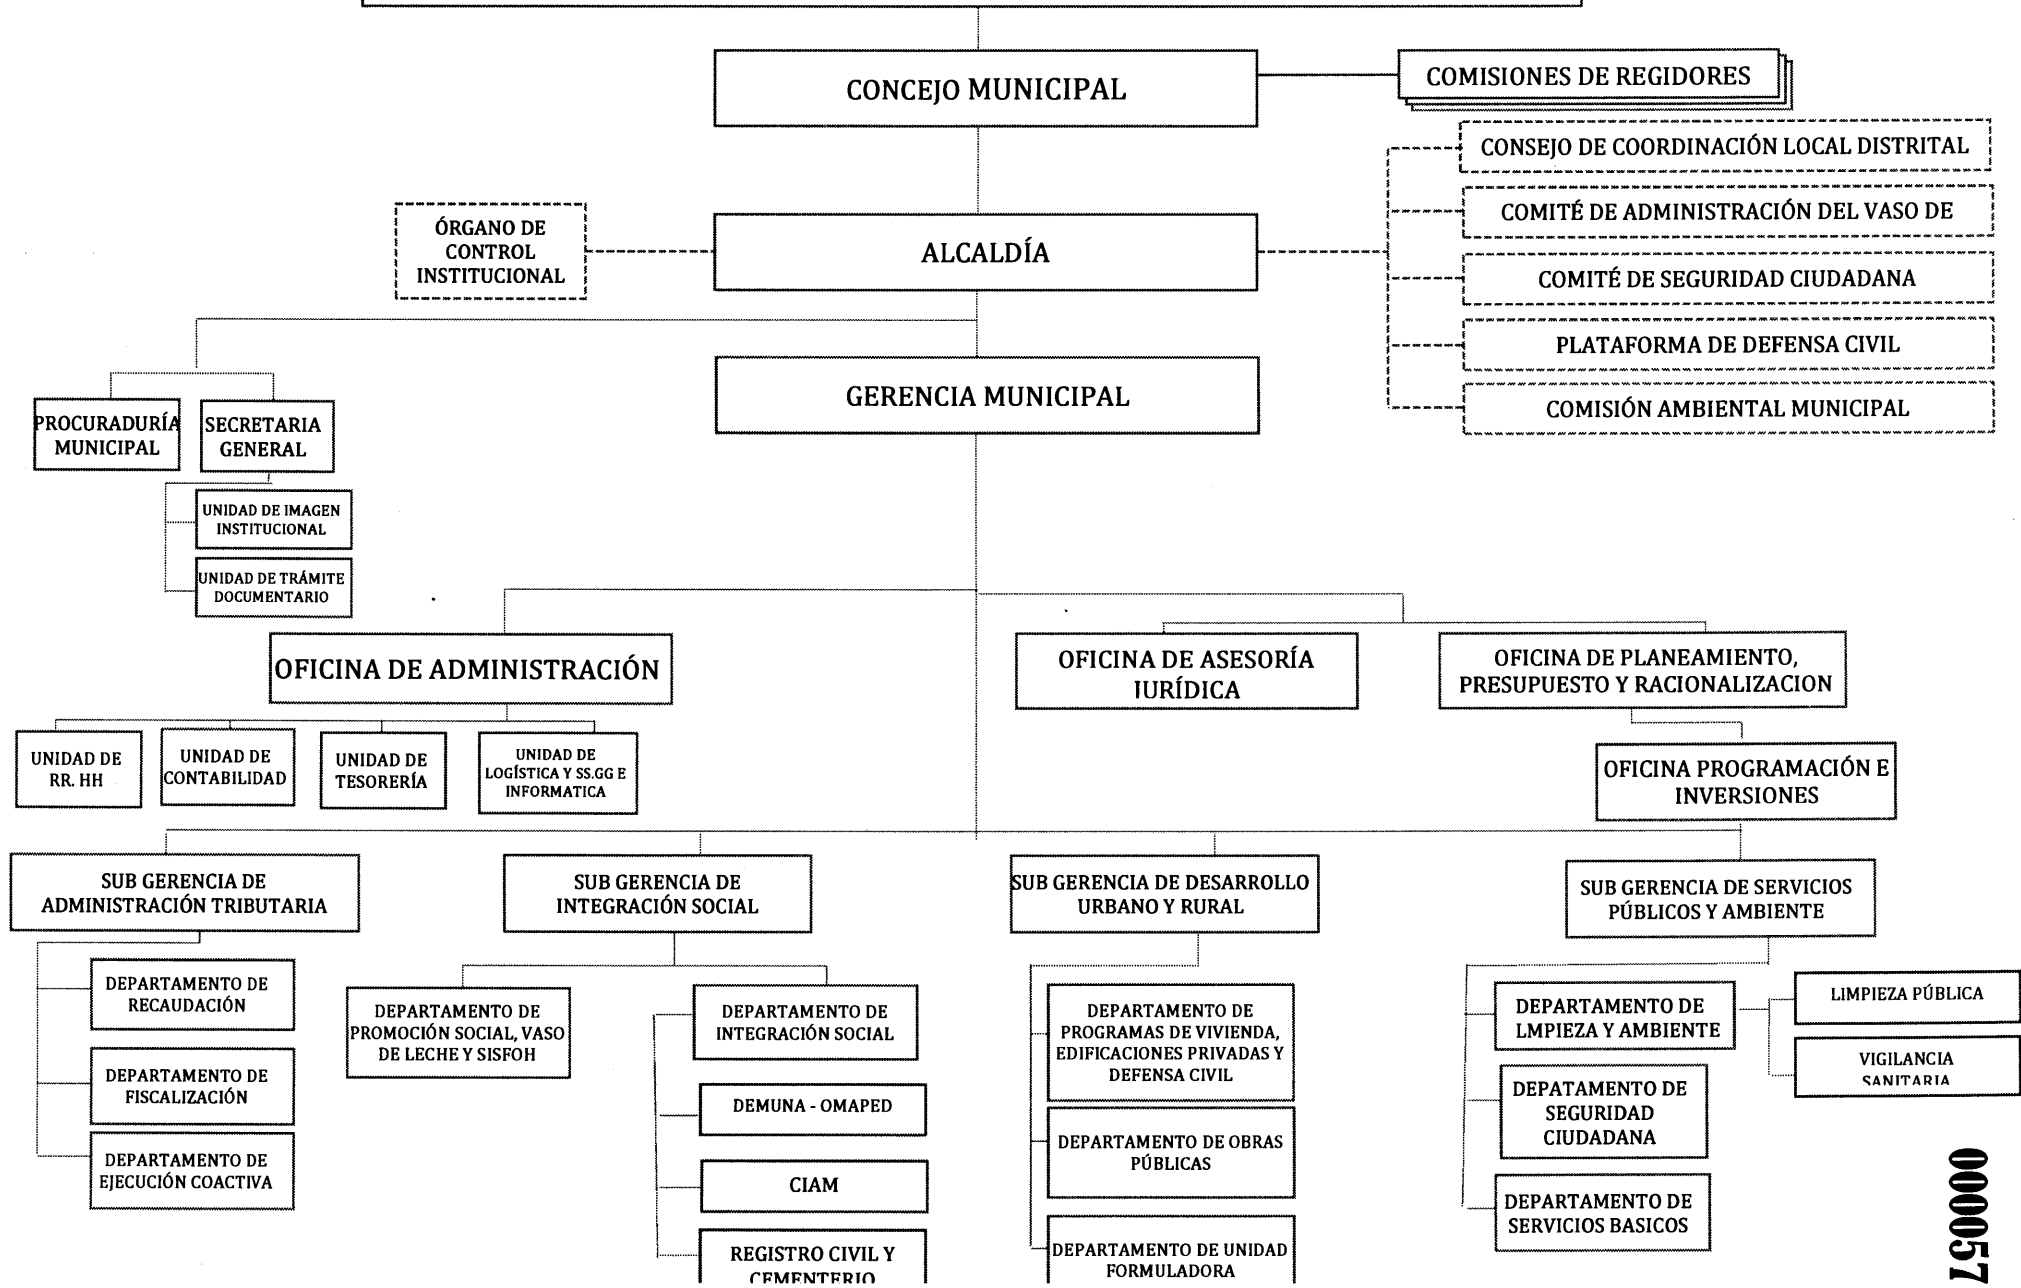 CONCEJO MUNICIPAL
COMISIONES DE REGIDORES
CONSEJO DE COORDINACIÓN LOCAL DISTRITAL
COMITÉ DE ADMINISTRACIÓN DEL VASO DE
COMITÉ DE SEGURIDAD CIUDADANA
PLATAFORMA DE DEFENSA CIVIL
COMISIÓN AMBIENTAL MUNICIPAL
ÓRGANO DE
CONTROL
INSTITUCIONAL
ALCALDÍA
GERENCIA MUNICIPAL
PROCURADURÍA
MUNICIPAL
SECRETARIA
GENERAL
UNIDAD DE IMAGEN
INSTITUCIONAL
UNIDAD DE TRÁMITE
DOCUMENTARIO
OFICINA DE ADMINISTRACIÓN
OFICINA DE ASESORÍA
JURÍDICA
OFICINA DE PLANEAMIENTO,
PRESUPUESTO Y RACIONALIZACION
UNIDAD DE
RR. HH
UNIDAD DE
CONTABILIDAD
UNIDAD DE
TESORERÍA
UNIDAD DE
LOGÍSTICA Y SS.GG E
INFORMATICA
OFICINA PROGRAMACIÓN E
INVERSIONES
SUB GERENCIA DE
ADMINISTRACIÓN TRIBUTARIA
SUB GERENCIA DE
INTEGRACIÓN SOCIAL
SUB GERENCIA DE DESARROLLO
URBANO Y RURAL
SUB GERENCIA DE SERVICIOS
PÚBLICOS Y AMBIENTE
DEPARTAMENTO DE
RECAUDACIÓN
DEPARTAMENTO DE
FISCALIZACIÓN
DEPARTAMENTO DE
EJECUCIÓN COACTIVA
DEPARTAMENTO DE
PROMOCIÓN SOCIAL, VASO
DE LECHE Y SISFOH
DEPARTAMENTO DE
INTEGRACIÓN SOCIAL
DEMUNA - OMAPED
CIAM
REGISTRO CIVIL Y
CEMENTERIO
DEPARTAMENTO DE
PROGRAMAS DE VIVIENDA,
EDIFICACIONES PRIVADAS Y
DEFENSA CIVIL
DEPARTAMENTO DE OBRAS
PÚBLICAS
DEPARTAMENTO DE UNIDAD
FORMULADORA
DEPARTAMENTO DE
LMPIEZA Y AMBIENTE
LIMPIEZA PÚBLICA
VIGILANCIA
SANITARIA
DEPATAMENTO DE
SEGURIDAD
CIUDADANA
DEPARTAMENTO DE
SERVICIOS BASICOS
000057